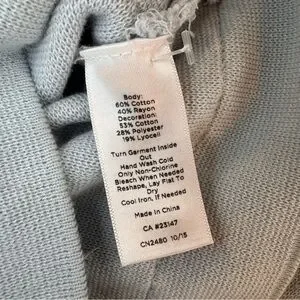 Body:
60% Cotton
40% Rayon
Decoration:
53% Cotton
28% Polyester
19% Lyocell
Turn Garment Inside
Out
Hand Wash Cold
Only Non-Chlorine
Bleach When Needed
Reshape, Lay Flat To
Dry
Cool Iron, If Needed
Made in China
CA #23147
CN2480 10/15